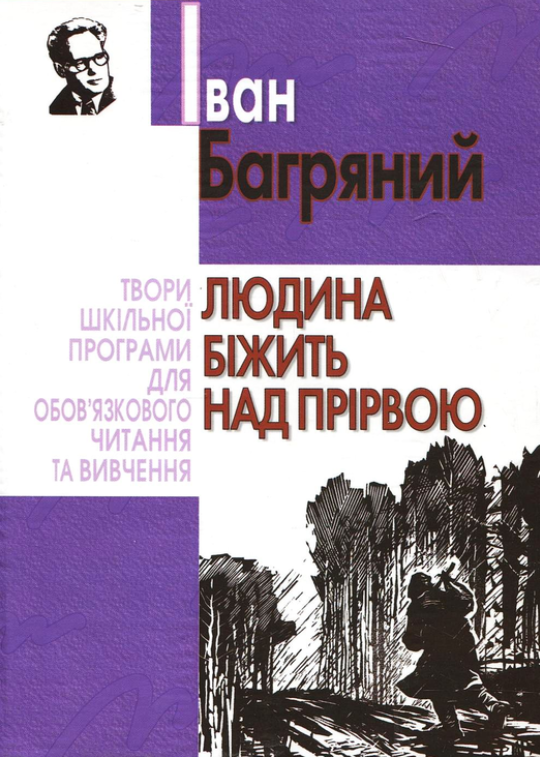 Іван
Багряний
ТВОРИ
ШКІЛЬНОЇ
ПРОГРАМИ
ДЛЯ
ОБОВ'ЯЗКОВОГО
ЧИТАННЯ
ТА ВИВЧЕННЯ
ЛЮДИНА
БІЖИТЬ
НАД ПРІРВОЮ